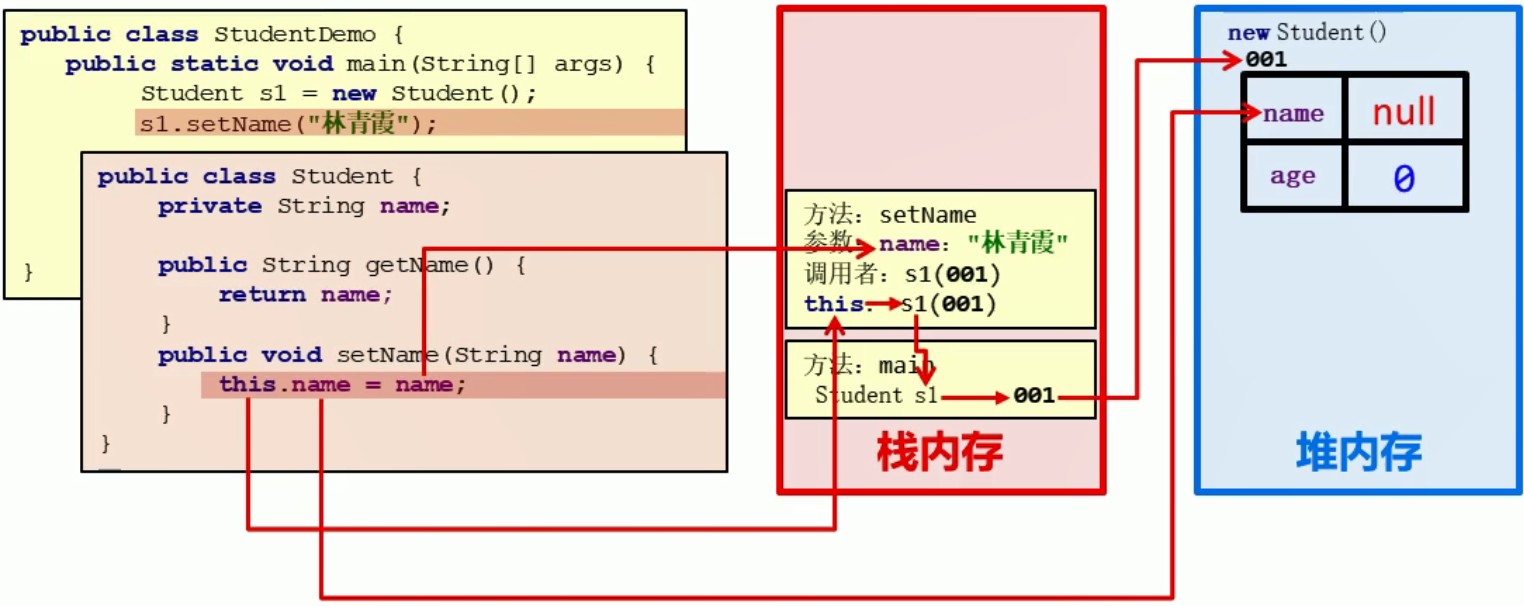 public class StudentDemo {
public static void main(String[] args) {
Student s1 = new Student();
s1.setName("林青霞");
}
public class Student {
private String name;
public String getName() {
return name;
}
public void setName(String name) {
this.name = name;
}
}
方法：setName
参数：name："林青霞"
调用者：s1(001)
this：s1(001)
方法：main
Student s1 001
栈内存
new Student()
001
name null
age 0
堆内存